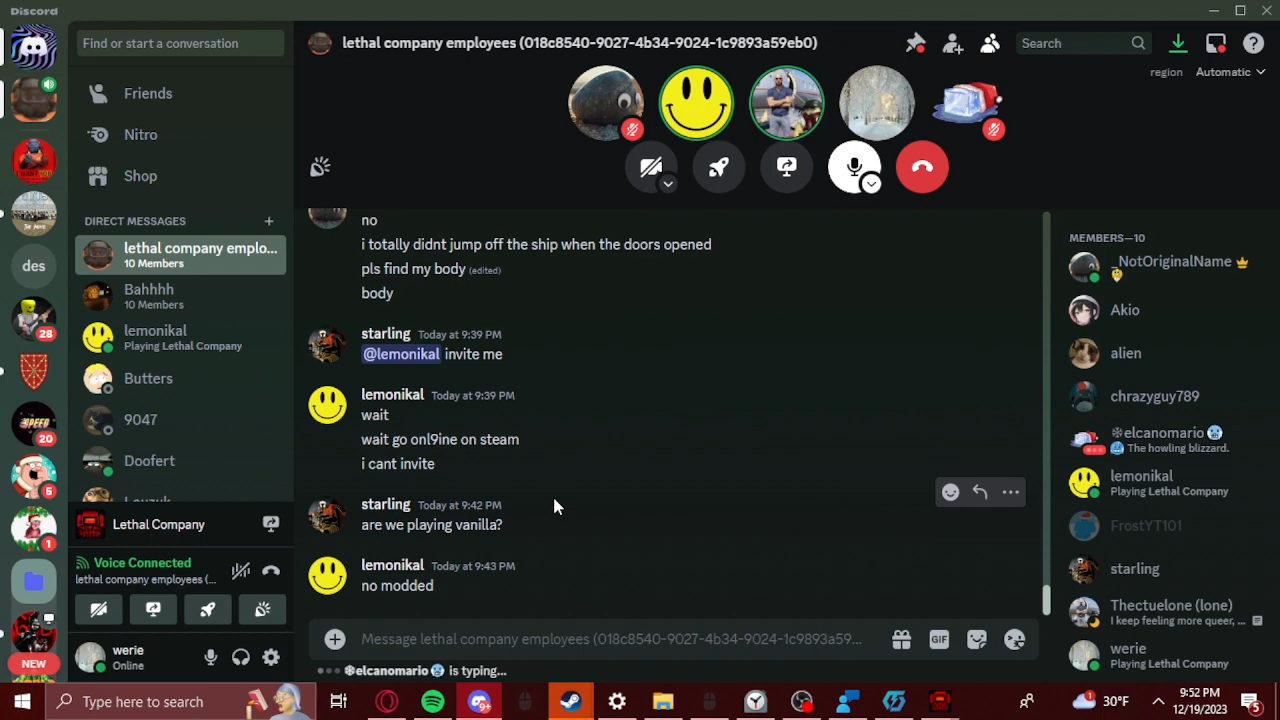 Discord
Find or start a conversation
Friends
Nitro
Shop
DIRECT MESSAGES
lethal company emplo...
10 Members
Bahhhh
10 Members
lemonikal
Playing Lethal Company
Butters
9047
Doofert
Lethal Company
Voice Connected
lethal company employees (...
werie
Online
des
28
SPEED
20
6
1
NEW
lethal company employees (018c8540-9027-4b34-9024-1c9893a59eb0)
Search
region Automatic
no
i totally didnt jump off the ship when the doors opened
pls find my body (edited)
body
starling Today at 9:39 PM
@lemonikal invite me
lemonikal Today at 9:39 PM
wait
wait go onl9ine on steam
i cant invite
starling Today at 9:42 PM
are we playing vanilla?
lemonikal Today at 9:43 PM
no modded
Message lethal company employees (018c8540-9027-4b34-9024-1c9893a59...
GIF
❄elcanomario🥶 is typing...
MEMBERS—10
_NotOriginalName
Akio
alien
chrazyguy789
❄elcanomario🥶
The howling blizzard.
lemonikal
Playing Lethal Company
FrostYT101
starling
Thectuelone (lone)
I keep feeling more queer, ...
werie
Playing Lethal Company
Type here to search
9+
1
30°F
9:52 PM
12/19/2023
5